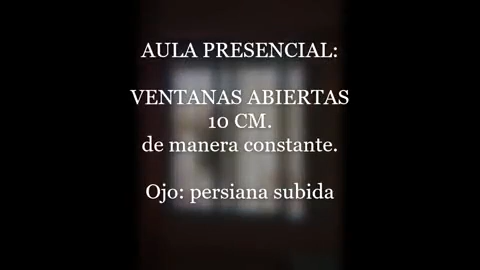 AULA PRESENCIAL:
VENTANAS ABIERTAS
10 CM.
de manera constante.
Ojo: persiana subida